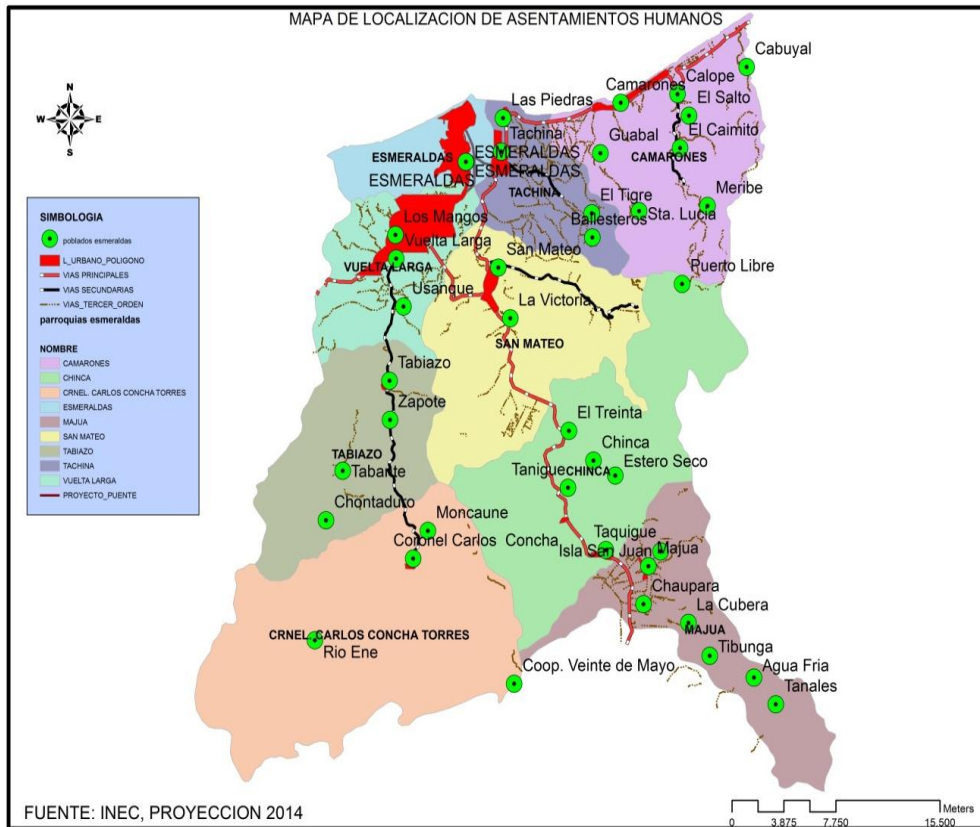 MAPA DE LOCALIZACION DE ASENTAMIENTOS HUMANOS
Cabuyal
Calope
Camarones
El Salto
Las Piedras
N
W E
S
Tachina
Guabal
El Caimito
ESMERALDAS
ESMERALDAS
CAMARONES
ESMERALDAS
ESMERALDAS
TACHINA
El Tigre
Meribe
Sta. Lucia
Ballesteros
Los Mangos
Vuelta Larga
San Mateo
VUELTA LARGA
Puerto Libre
Usanque
La Victoria
SAN MATEO
SIMBOLOGIA
poblados esmeraldas
L_URBANO_POLIGONO
VIAS PRINCIPALES
VIAS SECUNDARIAS
VIAS_TERCER_ORDEN
parroquias esmeraldas
NOMBRE
CAMARONES
CHINCA
CRNEL. CARLOS CONCHA TORRES
ESMERALDAS
MAJUA
SAN MATEO
TABIAZO
TACHINA
VUELTA LARGA
PROYECTO_PUENTE
Tabiazo
Zapote
El Treinta
TABIAZO
Tabante
Chinca
Tanigue
CHINCA
Estero Seco
Chontaduro
Moncaune
Coronel Carlos Concha
Taquigue
Isla San Juan
Majua
Chaupara
La Cubera
MAJUA
CRNEL. CARLOS CONCHA TORRES
Rio Ene
Tibunga
Coop. Veinte de Mayo
Agua Fria
Tanales
FUENTE: INEC, PROYECCION 2014
Meters
0 3.875 7.750 15.500